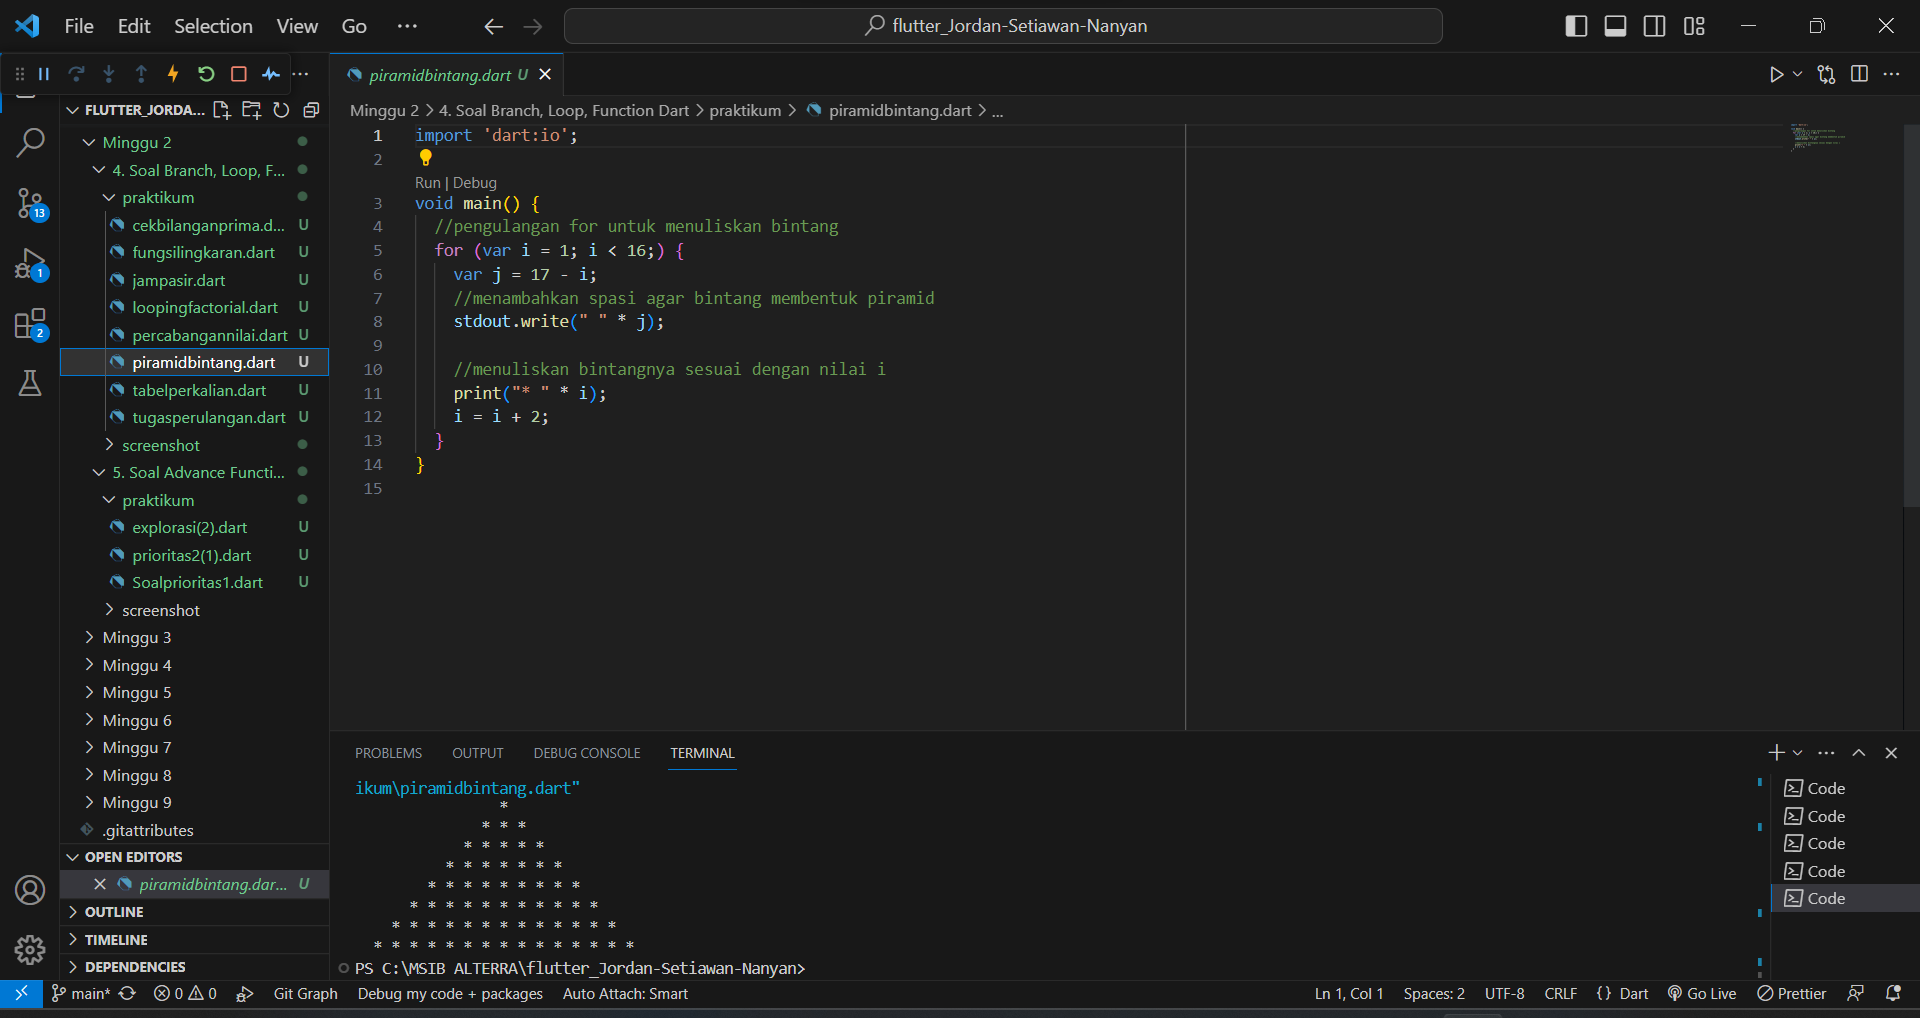 File Edit Selection View Go ··· flutter_Jordan-Setiawan-Nanyan
FLUTTER_JORDA...
Minggu 2
4. Soal Branch, Loop, F...
praktikum
cekbilanganprima.d... U
fungsilingkaran.dart U
jampasir.dart U
loopingfactorial.dart U
percabangannilai.dart U
piramidbintang.dart U
tabelperkalian.dart U
tugasperulangan.dart U
screenshot
5. Soal Advance Functi...
praktikum
explorasi(2).dart U
prioritas2(1).dart U
Soalprioritas1.dart U
screenshot
Minggu 3
Minggu 4
Minggu 5
Minggu 6
Minggu 7
Minggu 8
Minggu 9
.gitattributes
OPEN EDITORS
piramidbintang.dar... U
OUTLINE
TIMELINE
DEPENDENCIES
13
1
2
piramidbintang.dart U
Minggu 2 > 4. Soal Branch, Loop, Function Dart > praktikum > piramidbintang.dart > ...
1 import 'dart:io';
2
Run | Debug
3 void main() {
4 //pengulangan for untuk menuliskan bintang
5 for (var i = 1; i < 16;) {
6 var j = 17 - i;
7 //menambahkan spasi agar bintang membentuk piramid
8 stdout.write(" " * j);
9
10 //menuliskan bintangnya sesuai dengan nilai i
11 print("* " * i);
12 i = i + 2;
13 }
14 }
15
PROBLEMS OUTPUT DEBUG CONSOLE TERMINAL
ikum\piramidbintang.dart"
*
* * *
* * * * *
* * * * * * *
* * * * * * * * *
* * * * * * * * * * *
* * * * * * * * * * * * *
* * * * * * * * * * * * * * *
PS C:\MSIB ALTERRA\flutter_Jordan-Setiawan-Nanyan>
Code
Code
Code
Code
Code
main* 0 0 Git Graph Debug my code + packages Auto Attach: Smart Ln 1, Col 1 Spaces: 2 UTF-8 CRLF {} Dart Go Live Prettier